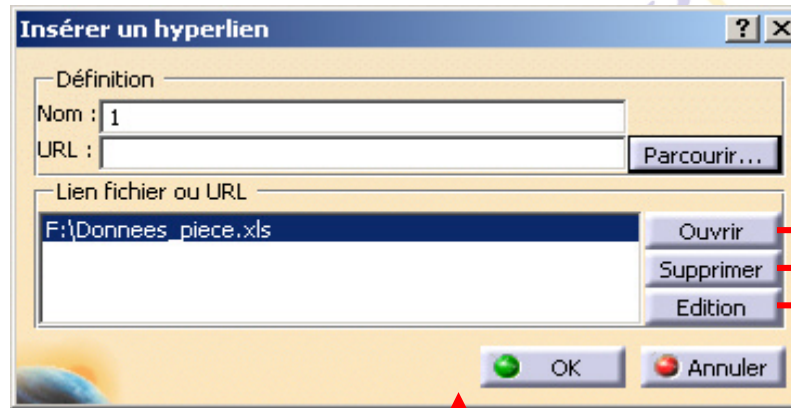 Insérer un hyperlien
Définition
Nom : 1
URL :
Parcourir...
Lien fichier ou URL
F:\Donnees_piece.xls
Ouvrir
Supprimer
Edition
OK
Annuler